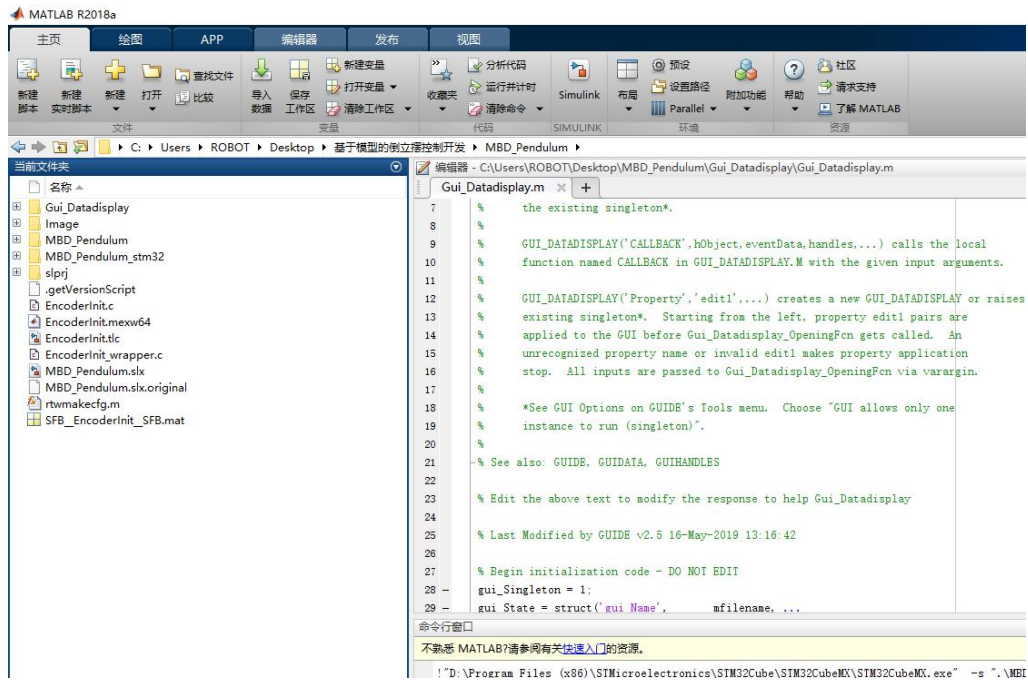 MATLAB R2018a
主页 绘图 APP 编辑器 发布 视图
新建脚本 新建实时脚本 新建 打开 查找文件 比较
文件
导入数据 保存工作区 新建变量 打开变量 清除工作区
变量
收藏夹 分析代码 运行并计时 清除命令
代码
Simulink
SIMULINK
布局 预设 设置路径 Parallel 附加功能
环境
帮助 社区 请求支持 了解 MATLAB
资源
C: Users ROBOT Desktop 基于模型的倒立摆控制开发 MBD_Pendulum
当前文件夹
名称
Gui_Datadisplay
Image
MBD_Pendulum
MBD_Pendulum_stm32
slprj
.getVersionScript
EncoderInit.c
EncoderInit.mexw64
EncoderInit.tlc
EncoderInit_wrapper.c
MBD_Pendulum.slx
MBD_Pendulum.slx.original
rtwmakecfg.m
SFB__EncoderInit__SFB.mat
编辑器 - C:\Users\ROBOT\Desktop\MBD_Pendulum\Gui_Datadisplay\Gui_Datadisplay.m
Gui_Datadisplay.m
7 % the existing singleton*.
8 %
9 % GUI_DATADISPLAY('CALLBACK',hObject,eventData,handles,...) calls the local
10 % function named CALLBACK in GUI_DATADISPLAY.M with the given input arguments.
11 %
12 % GUI_DATADISPLAY('Property','edit1',...) creates a new GUI_DATADISPLAY or raises
13 % existing singleton*. Starting from the left, property edit1 pairs are
14 % applied to the GUI before Gui_Datadisplay_OpeningFcn gets called. An
15 % unrecognized property name or invalid edit1 makes property application
16 % stop. All inputs are passed to Gui_Datadisplay_OpeningFcn via varargin.
17 %
18 % *See GUI Options on GUIDE's Tools menu. Choose "GUI allows only one
19 % instance to run (singleton)".
20 %
21 % See also: GUIDE, GUIDATA, GUIHANDLES
22
23 % Edit the above text to modify the response to help Gui_Datadisplay
24
25 % Last Modified by GUIDE v2.5 16-May-2019 13:16:42
26
27 % Begin initialization code - DO NOT EDIT
28 - gui_Singleton = 1;
29 - gui_State = struct('gui_Name', mfilename, ...
命令行窗口
不熟悉 MATLAB?请参阅有关快速入门的资源。
!"D:\Program Files (x86)\STMicroelectronics\STM32Cube\STM32CubeMX\STM32CubeMX.exe" -s ".\MBD